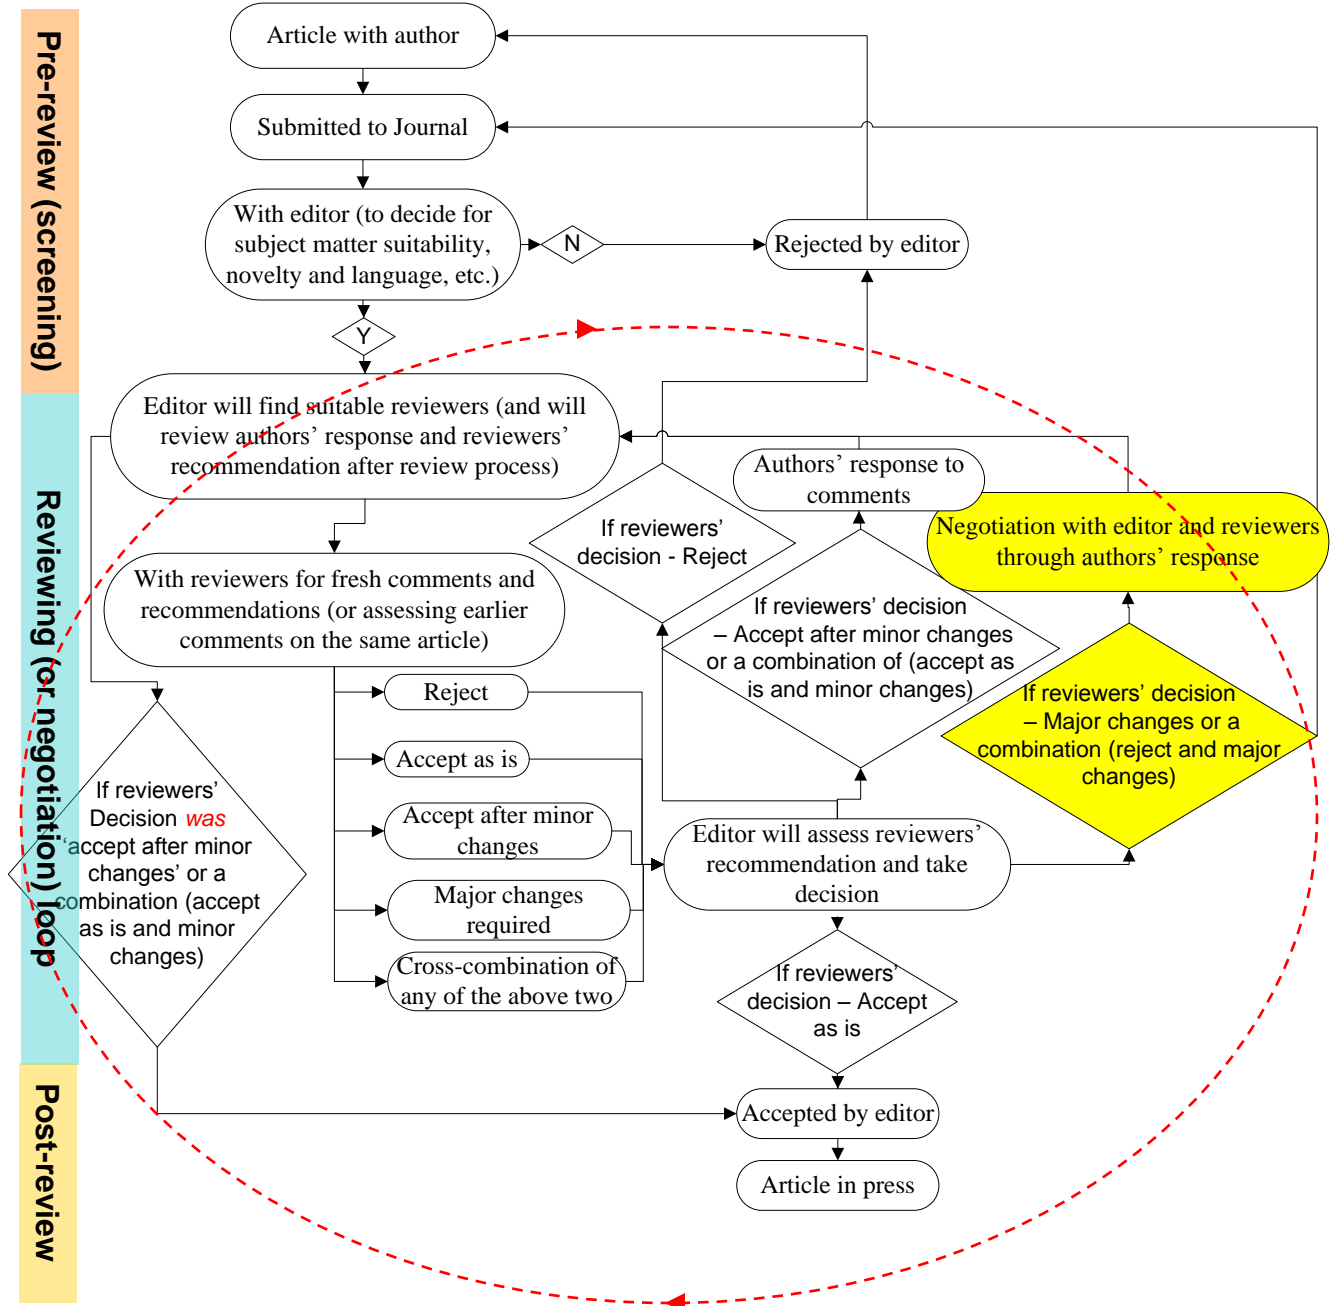 Pre-review (screening)
Reviewing (or negotiation) loop
Post-review
Article with author
Submitted to Journal
With editor (to decide for
subject matter suitability,
novelty and language, etc.)
N
Rejected by editor
Y
Editor will find suitable reviewers (and will
review authors’ response and reviewers’
recommendation after review process)
Authors’ response to
comments
Negotiation with editor and reviewers
through authors’ response
If reviewers’
decision - Reject
With reviewers for fresh comments and
recommendations (or assessing earlier
comments on the same article)
If reviewers’ decision
– Accept after minor changes
or a combination of (accept as
is and minor changes)
If reviewers’ decision
– Major changes or a
combination (reject and major
changes)
Reject
Accept as is
Accept after minor
changes
Major changes
required
Cross-combination of
any of the above two
If reviewers’
Decision was
‘accept after minor
changes’ or a
combination (accept
as is and minor
changes)
Editor will assess reviewers’
recommendation and take
decision
If reviewers’
decision – Accept
as is
Accepted by editor
Article in press